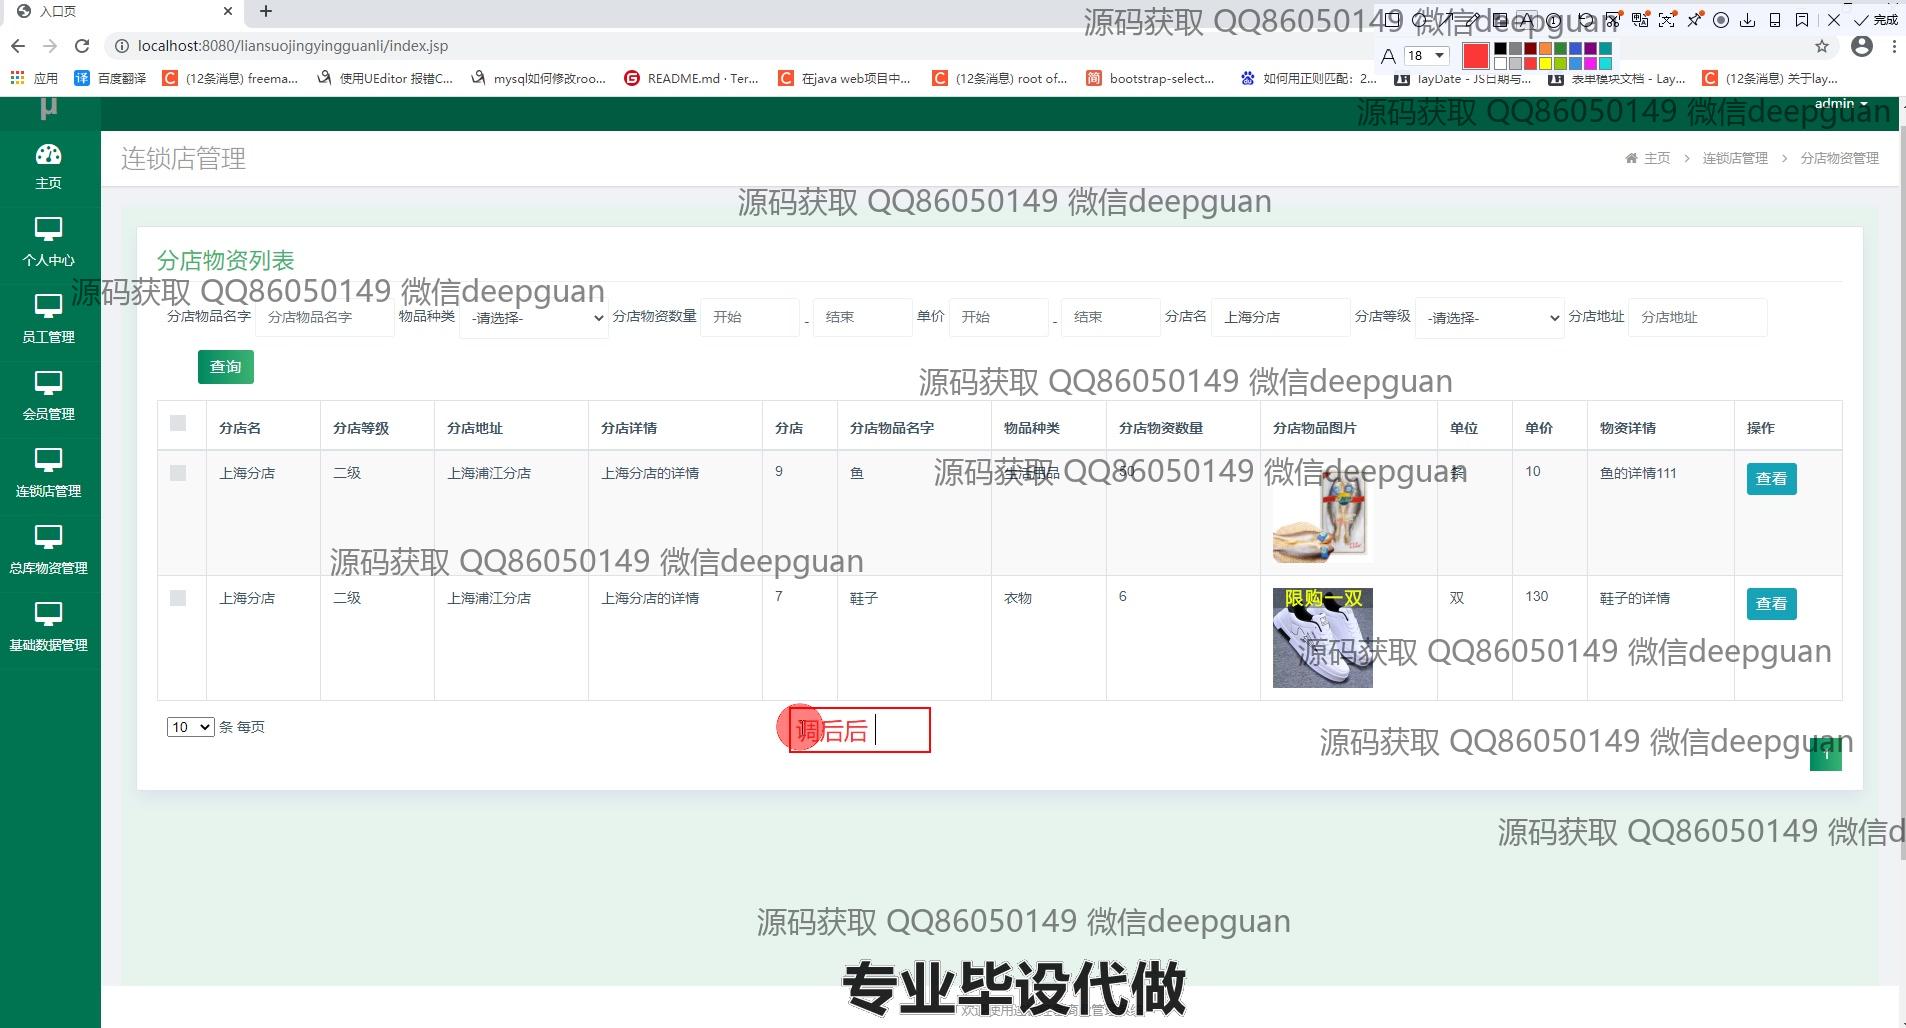 入口页
localhost:8080/liansuojingyingguanli/index.jsp
18
完成
应用
百度翻译
(12条消息) freema...
使用UEditor 报错C...
mysql如何修改roo...
README.md · Ter...
在java web项目中...
(12条消息) root of...
bootstrap-select...
如何用正则匹配：2...
layDate - JS日期与...
表单模块文档 - Lay...
(12条消息) 关于lay...
源码获取 QQ86050149 微信deepguan
admin
源码获取 QQ86050149 微信deepguan
连锁店管理
主页 > 连锁店管理 > 分店物资管理
主页
个人中心
员工管理
会员管理
连锁店管理
总库物资管理
基础数据管理
源码获取 QQ86050149 微信deepguan
分店物资列表
源码获取 QQ86050149 微信deepguan
分店物品名字 分店物品名字 物品种类 -请选择- 分店物资数量 开始 - 结束 单价 开始 - 结束 分店名 上海分店 分店等级 -请选择- 分店地址 分店地址
查询
源码获取 QQ86050149 微信deepguan
分店名 分店等级 分店地址 分店详情 分店 分店物品名字 物品种类 分店物资数量 分店物品图片 单位 单价 物资详情 操作
上海分店 二级 上海浦江分店 上海分店的详情 9 鱼 生活用品 50 10 鱼的详情111 查看
源码获取 QQ86050149 微信deepguan
源码获取 QQ86050149 微信deepguan
上海分店 二级 上海浦江分店 上海分店的详情 7 鞋子 衣物 6 双 130 鞋子的详情 查看
限购一双
源码获取 QQ86050149 微信deepguan
10 条 每页
调后后
源码获取 QQ86050149 微信deepguan
1
源码获取 QQ86050149 微信d
源码获取 QQ86050149 微信deepguan
专业毕设代做